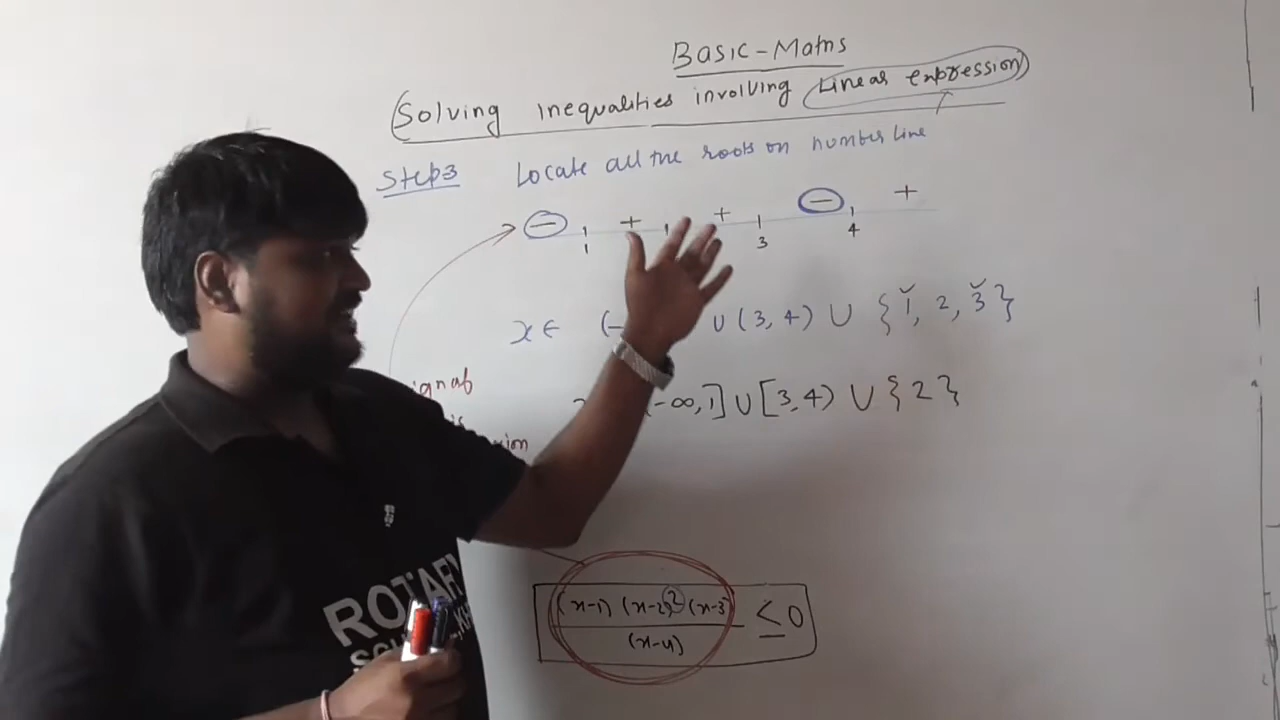 Basic-Maths
(Solving inequalities involving Linear expression)
Step3 Locate all the roots on number line
− + + − +
1 3 4
x ∈ (- ∪ (3, 4) ∪ {1, 2, 3}
(-∞, 1] ∪ [3, 4) ∪ {2}
(x-1) (x-2)² (x-3)
≤ 0
(x-4)
ROTARY